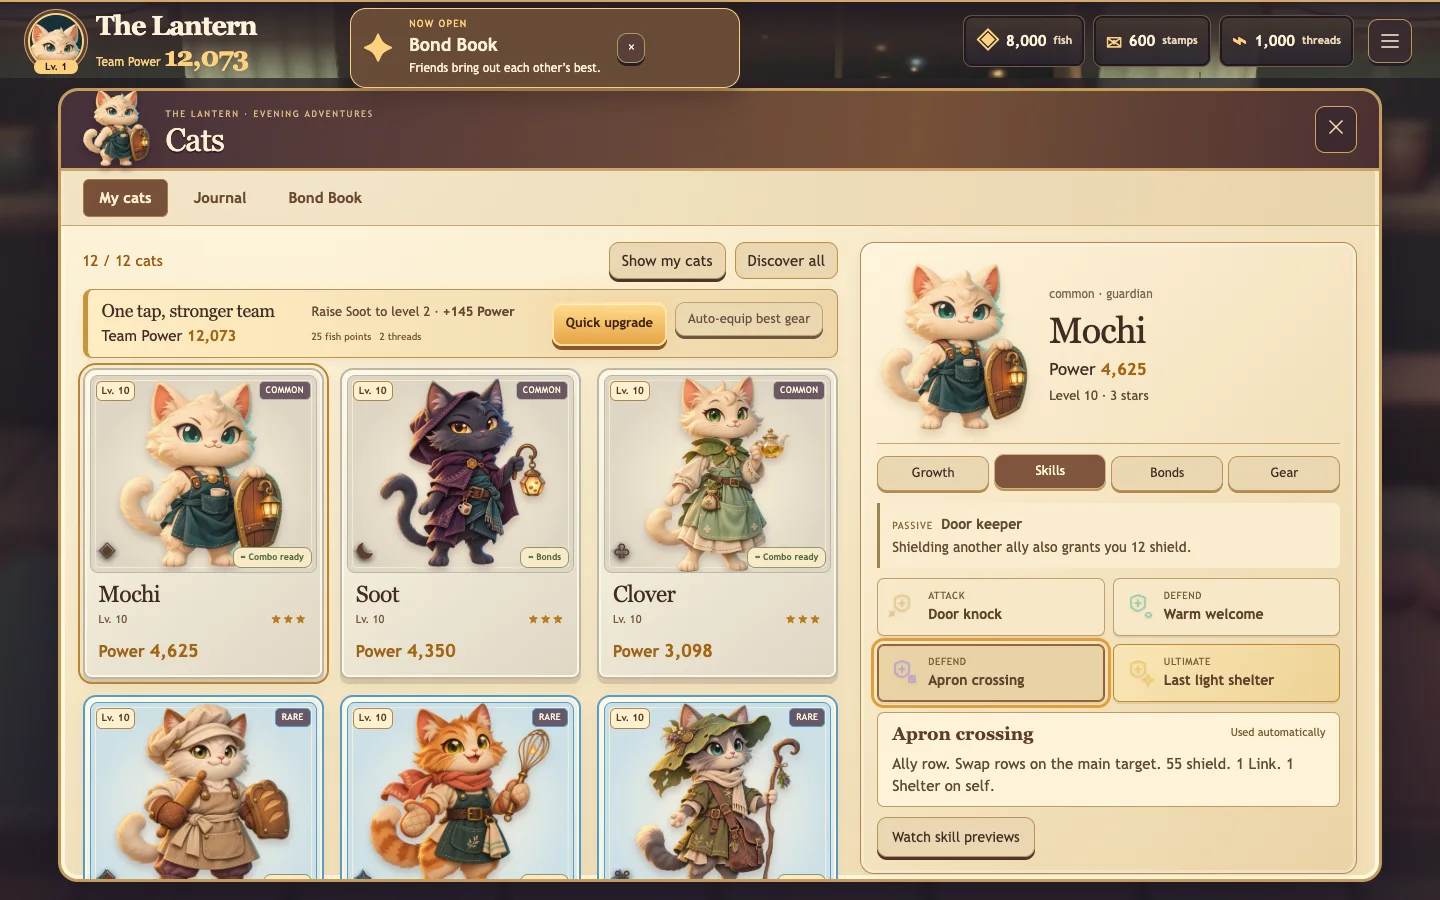 The Lantern
Team Power 12,073
Lv. 1
NOW OPEN
Bond Book
Friends bring out each other's best.
×
8,000 fish
600 stamps
1,000 threads
THE LANTERN · EVENING ADVENTURES
Cats
My cats
Journal
Bond Book
12 / 12 cats
Show my cats
Discover all
One tap, stronger team
Team Power 12,073
Raise Soot to level 2 · +145 Power
25 fish points 2 threads
Quick upgrade
Auto-equip best gear
Lv. 10
COMMON
Combo ready
Mochi
Lv. 10
Power 4,625
Lv. 10
COMMON
Bonds
Soot
Lv. 10
Power 4,350
Lv. 10
COMMON
Combo ready
Clover
Lv. 10
Power 3,098
Lv. 10
RARE
Lv. 10
RARE
Lv. 10
RARE
common · guardian
Mochi
Power 4,625
Level 10 · 3 stars
Growth
Skills
Bonds
Gear
PASSIVE Door keeper
Shielding another ally also grants you 12 shield.
ATTACK
Door knock
DEFEND
Warm welcome
DEFEND
Apron crossing
ULTIMATE
Last light shelter
Apron crossing
Used automatically
Ally row. Swap rows on the main target. 55 shield. 1 Link. 1
Shelter on self.
Watch skill previews